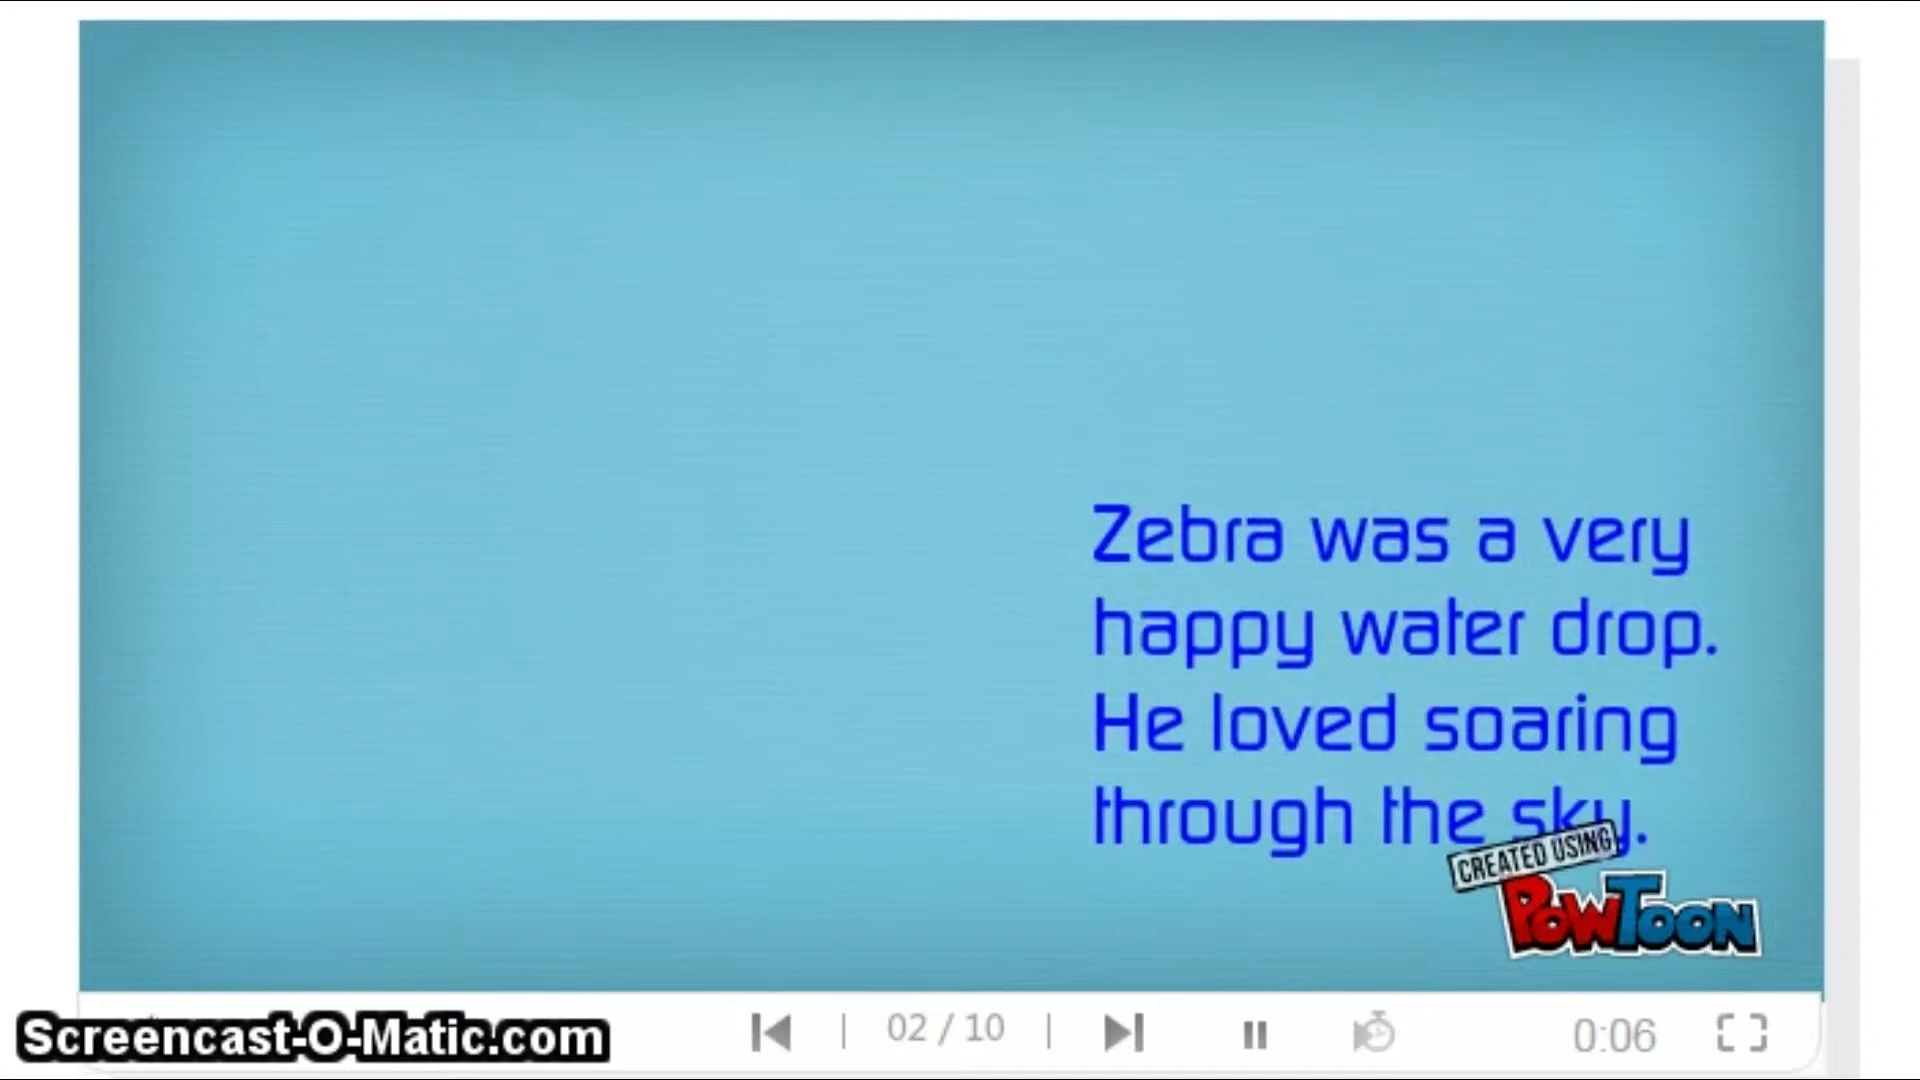 Zebra was a very
happy water drop.
He loved soaring
through the sky.
CREATED USING
POWTOON
Screencast-O-Matic.com
02 / 10
0:06